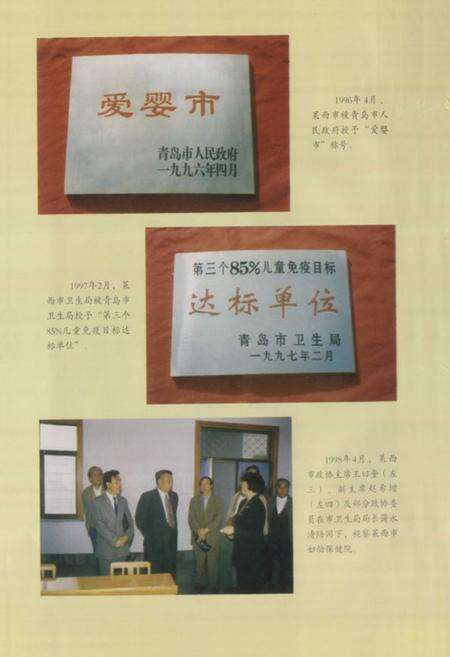 爱婴市
青岛市人民政府
一九九六年四月
1996年4月，
莱西市被青岛市人
民政府授予“爱婴
市”称号。
第三个85%儿童免疫目标
达标单位
青岛市卫生局
一九九七年二月
1997年2月，莱
西市卫生局被青岛市
卫生局授予“第三个
85%儿童免疫目标达
标单位”。
1998年4月，莱西
市政协主席王曰奎（左
三）、副主席赵希增
（左四）及部分政协委
员在市卫生局局长蒲水
清陪同下，视察莱西市
妇幼保健院。